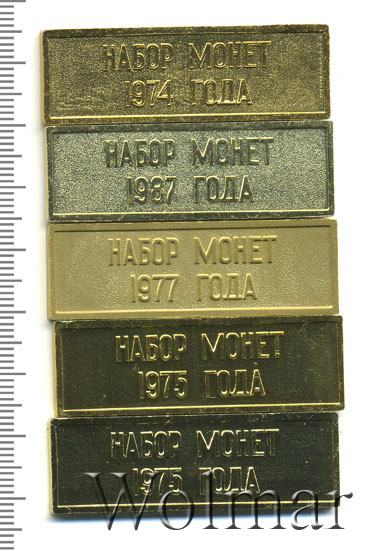 НАБОР МОНЕТ
1974 ГОДА
НАБОР МОНЕТ
1987 ГОДА
НАБОР МОНЕТ
1977 ГОДА
НАБОР МОНЕТ
1975 ГОДА
НАБОР МОНЕТ
1975 ГОДА
Wolmar